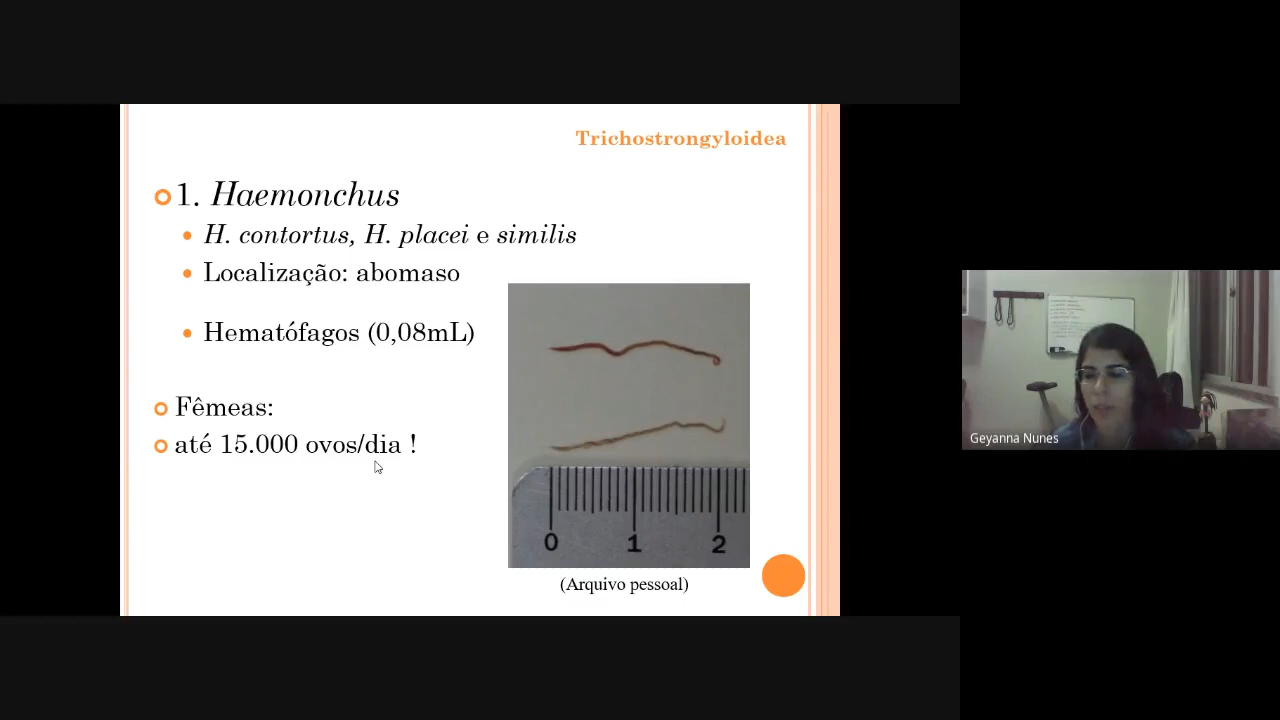 Trichostrongyloidea
1. Haemonchus
H. contortus, H. placei e similis
Localização: abomaso
Hematófagos (0,08mL)
Fêmeas:
até 15.000 ovos/dia !
0 1 2
(Arquivo pessoal)
Geyanna Nunes